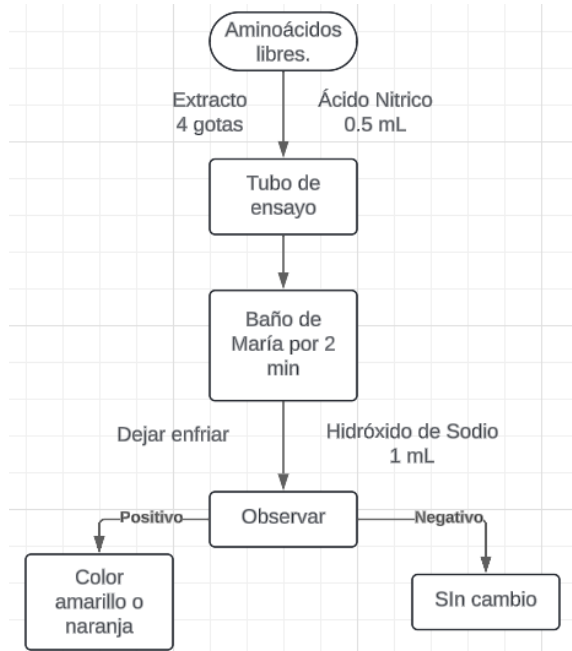 Aminoácidos
libres.
Extracto
4 gotas
Ácido Nitrico
0.5 mL
Tubo de
ensayo
Baño de
María por 2
min
Dejar enfriar
Hidróxido de Sodio
1 mL
Observar
Positivo
Negativo
Color
amarillo o
naranja
SIn cambio